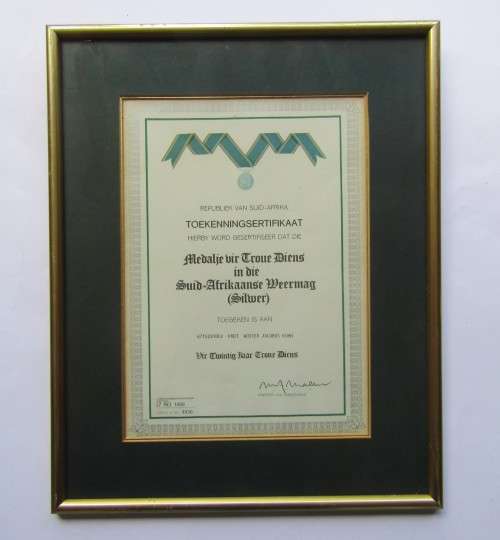 REPUBLIEK VAN SUID-AFRIKA
TOEKENNINGSERTIFIKAAT
HIERBY WORD GESERTIFISEER DAT DIE
Medalje vir Troue Diens
in die
Suid-Afrikaanse Weermag
(Silwer)
TOEGEKEN IS AAN
Vir Twintig Jaar Troue Diens